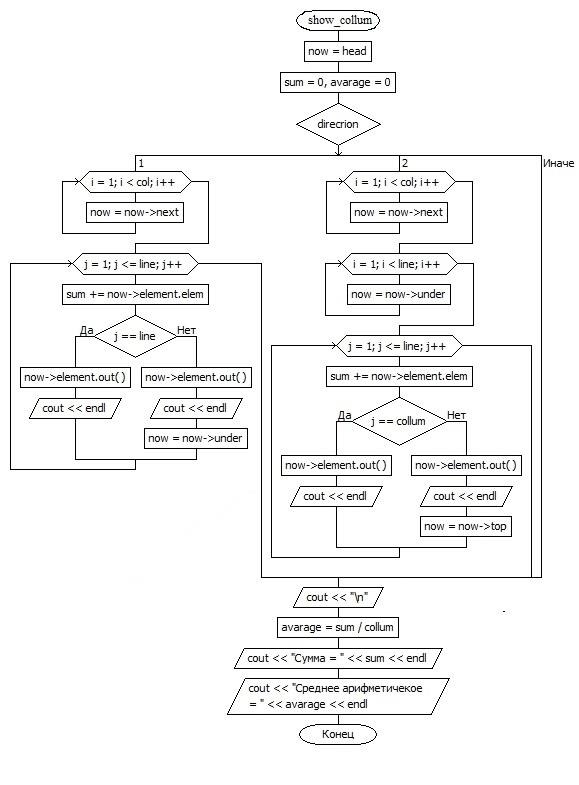 show_collum
now = head
sum = 0, avarage = 0
direcrion
1
2
Иначе
i = 1; i < col; i++
now = now->next
j = 1; j <= line; j++
sum += now->element.elem
Да
j == line
Нет
now->element.out( )
cout << endl
now->element.out( )
cout << endl
now = now->under
i = 1; i < col; i++
now = now->next
i = 1; i < line; i++
now = now->under
j = 1; j <= line; j++
sum += now->element.elem
Да
j == collum
Нет
now->element.out( )
cout << endl
now->element.out( )
cout << endl
now = now->top
cout << "\n"
avarage = sum / collum
cout << "Сумма = " << sum << endl
cout << "Среднее арифметичекое
= " << avarage << endl
Конец